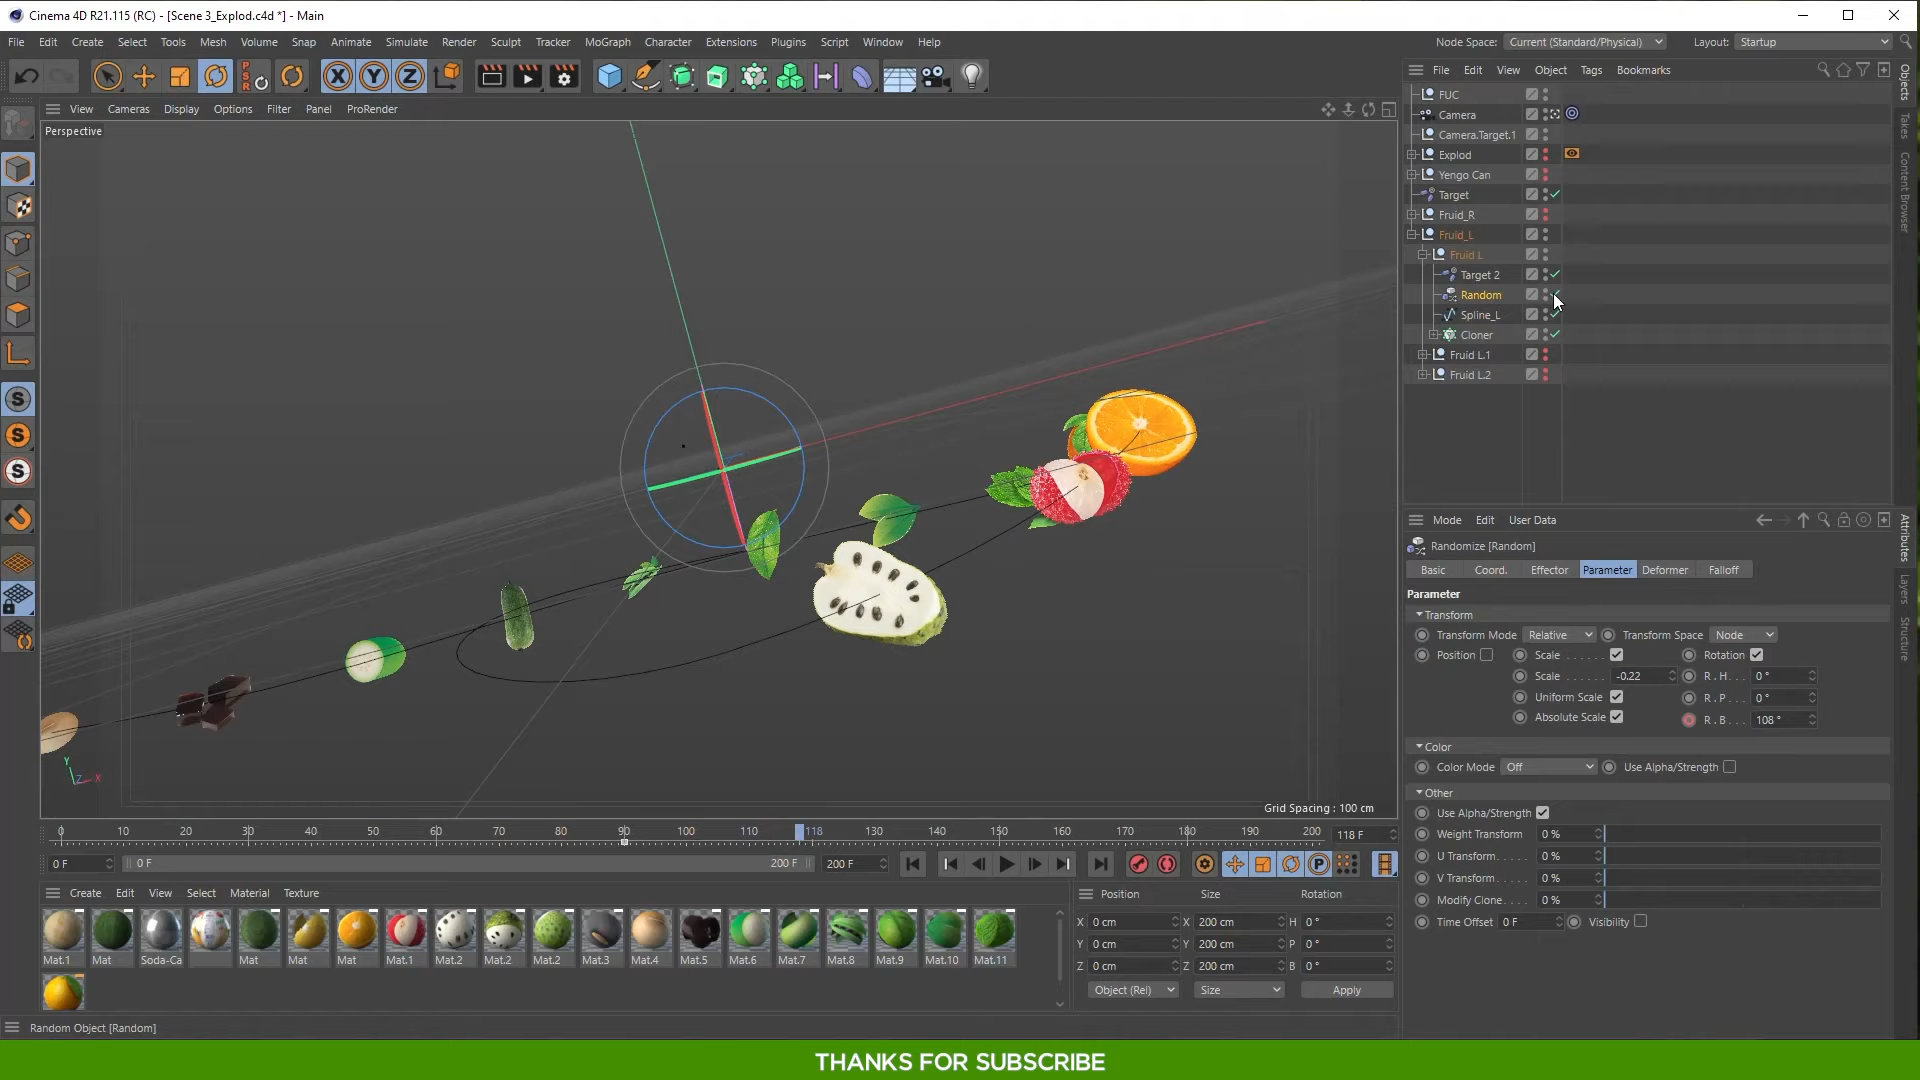 Cinema 4D R21.115 (RC) - [Scene 3_Explod.c4d *] - Main
File Edit Create Select Tools Mesh Volume Snap Animate Simulate Render Sculpt Tracker MoGraph Character Extensions Plugins Script Window Help
Node Space: Current (Standard/Physical) Layout: Startup
File Edit View Object Tags Bookmarks
View Cameras Display Options Filter Panel ProRender
Perspective
FUC
Camera
Camera.Target.1
Explod
Yengo Can
Target
Fruid_R
Fruid_L
Fruid L
Target 2
Random
Spline_L
Cloner
Fruid L.1
Fruid L.2
Objects
Takes
Content Browser
Mode Edit User Data
Randomize [Random]
Basic Coord. Effector Parameter Deformer Falloff
Parameter
Transform
Transform Mode Relative Transform Space Node
Position Scale . . . . . . Rotation
Scale . . . . . . -0.22 R . H . . . 0 °
Uniform Scale R . P . . . 0 °
Absolute Scale R . B . . . 108 °
Color
Color Mode Off Use Alpha/Strength
Other
Use Alpha/Strength
Weight Transform 0 %
U Transform . . . . . 0 %
V Transform . . . . . 0 %
Modify Clone . . . . 0 %
Time Offset 0 F Visibility
Attributes
Layers
Structure
Y
Z X
Grid Spacing : 100 cm
0 10 20 30 40 50 60 70 80 90 100 110 118 130 140 150 160 170 180 190 200 118 F
0 F 0 F 200 F 200 F
Create Edit View Select Material Texture
Mat.1 Mat Soda-Ca Mat Mat Mat Mat.1 Mat.2 Mat.2 Mat.2 Mat.3 Mat.4 Mat.5 Mat.6 Mat.7 Mat.8 Mat.9 Mat.10 Mat.11
Position Size Rotation
X 0 cm X 200 cm H 0 °
Y 0 cm Y 200 cm P 0 °
Z 0 cm Z 200 cm B 0 °
Object (Rel) Size Apply
Random Object [Random]
THANKS FOR SUBSCRIBE